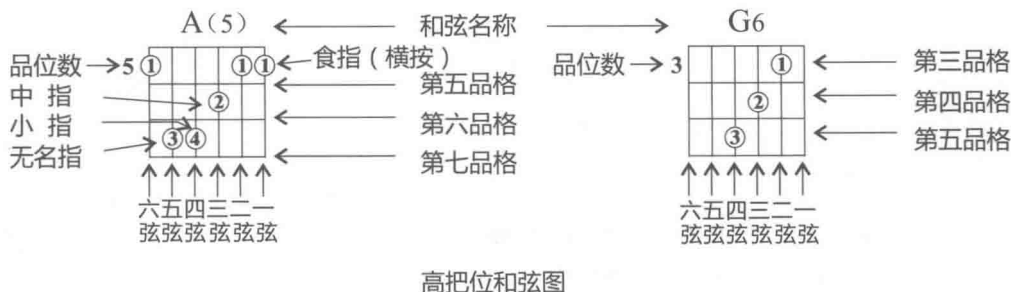 A(5) 和弦名称 G6
品位数 5 ① ① ① 食指(横按) 品位数 3 ① 第三品格
第五品格
中 指 ② ② 第四品格
小 指 第六品格
无名指 ③ ④ ③ 第五品格
第七品格
六 五 四 三 二 一 六 五 四 三 二 一
弦 弦 弦 弦 弦 弦 弦 弦 弦 弦 弦 弦
高把位和弦图